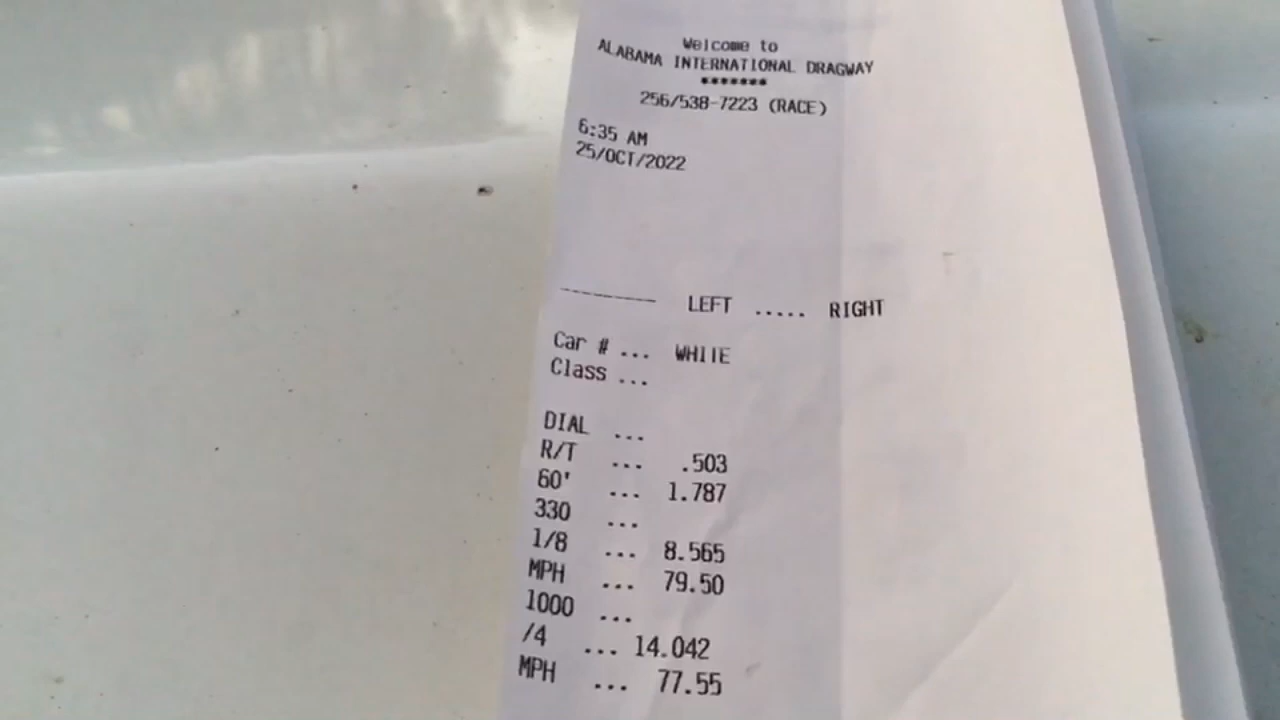 Welcome to
ALABAMA INTERNATIONAL DRAGWAY
*******
256/538-7223 (RACE)
6:35 AM
25/OCT/2022
--------- LEFT ..... RIGHT
Car # ... WHITE
Class ...
DIAL ...
R/T ... .503
60' ... 1.787
330 ...
1/8 ... 8.565
MPH ... 79.50
1000 ...
/4 ... 14.042
MPH ... 77.55